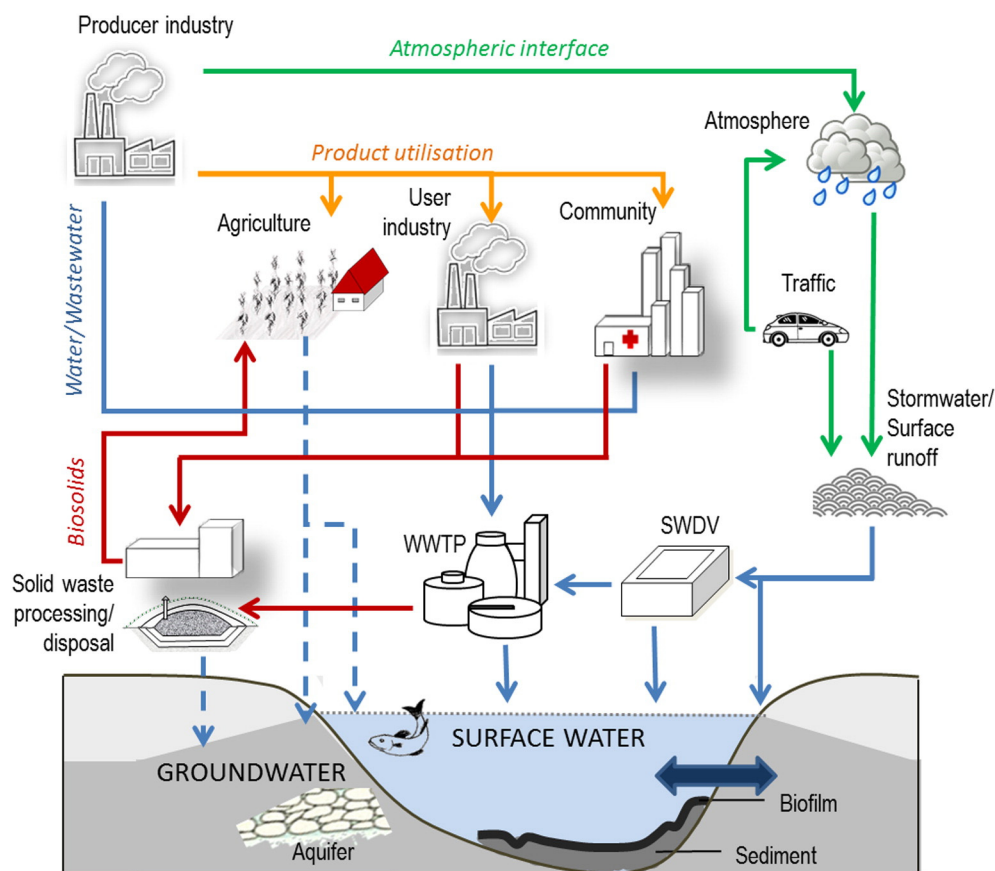 Producer industry
Atmospheric interface
Atmosphere
Product utilisation
Agriculture
User
industry
Community
Water/Wastewater
Traffic
Stormwater/
Surface
runoff
Biosolids
WWTP
SWDV
Solid waste
processing/
disposal
SURFACE WATER
GROUNDWATER
Biofilm
Aquifer
Sediment